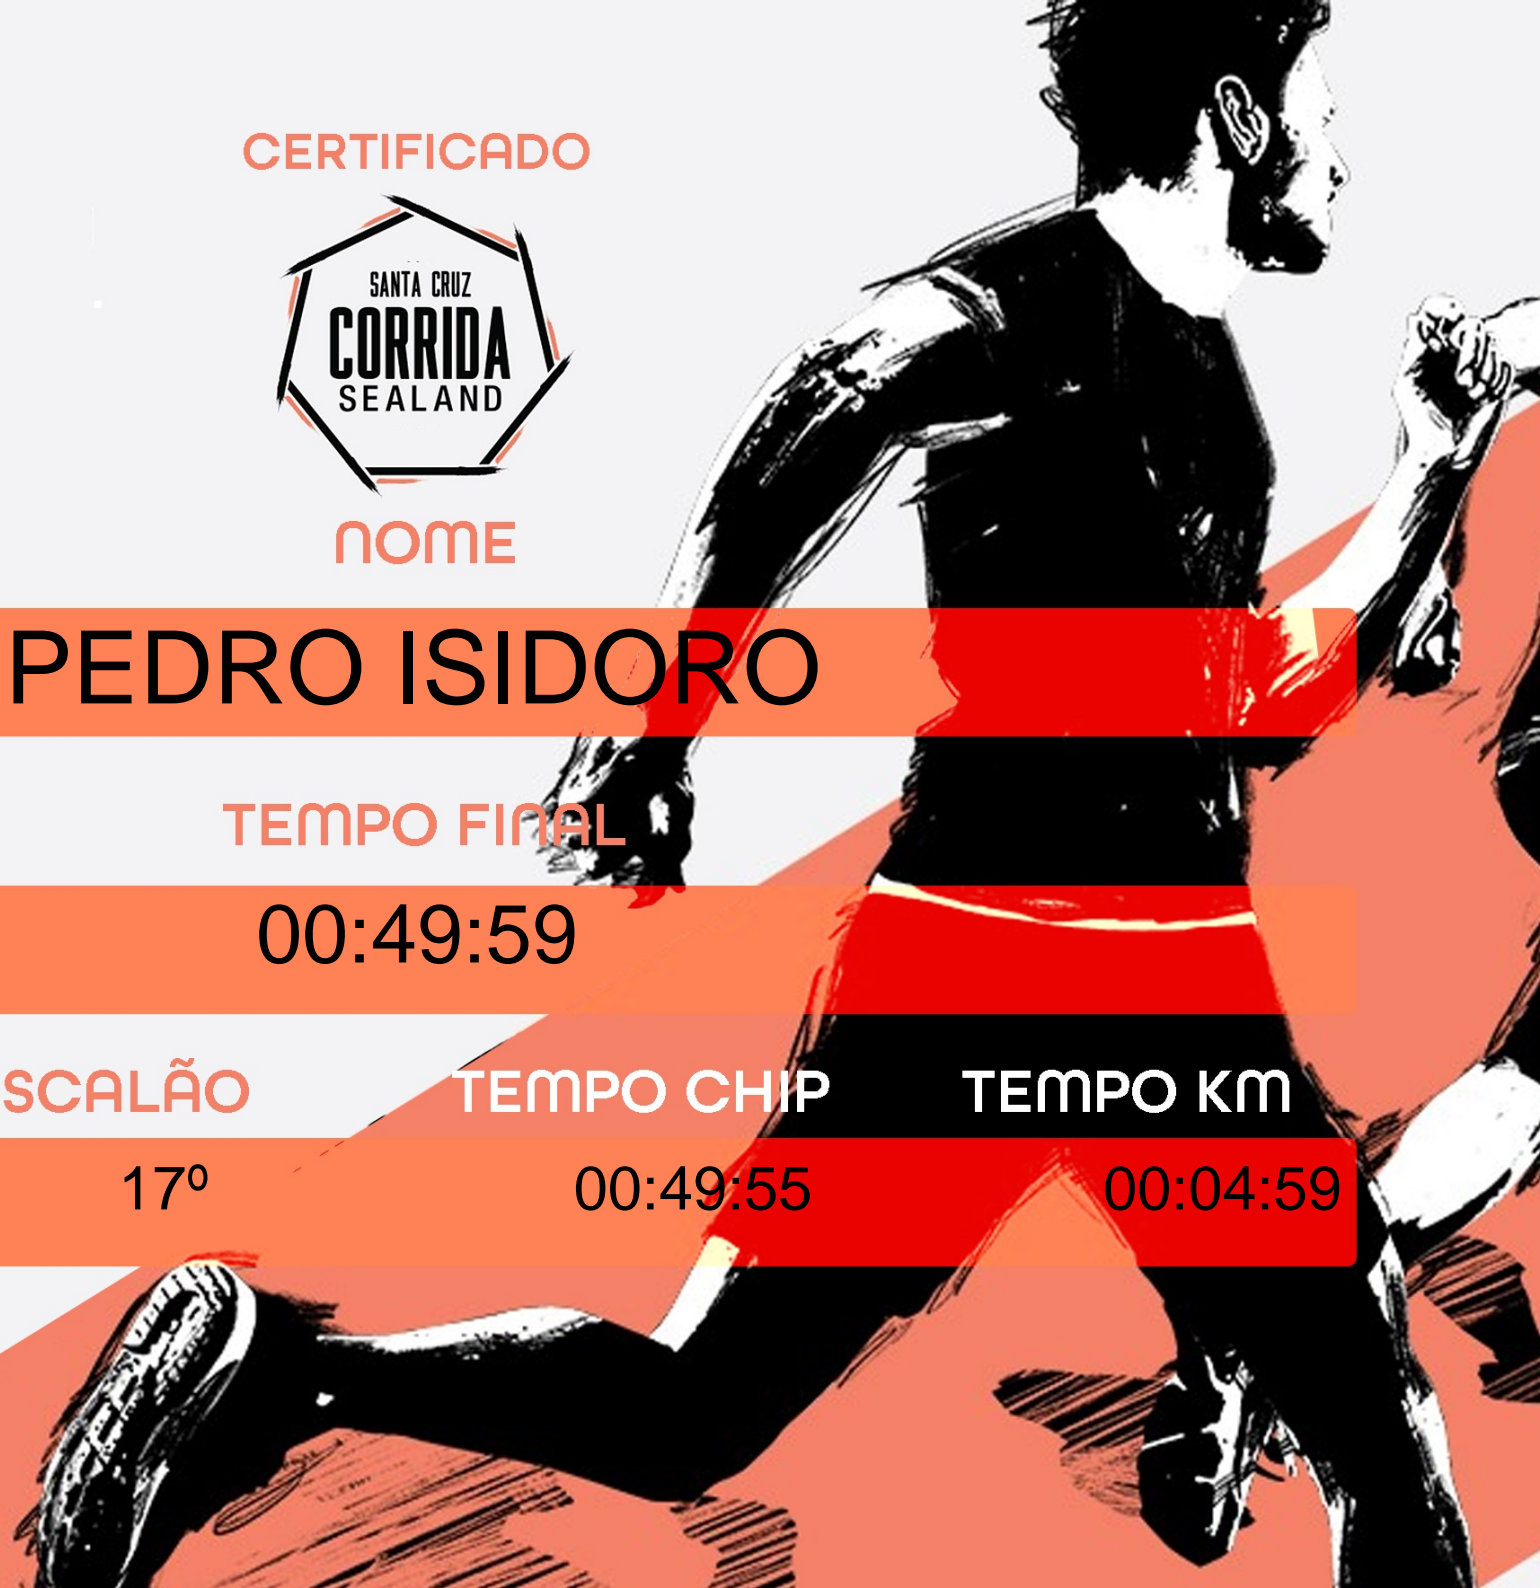 CERTIFICADO
SANTA CRUZ
CORRIDA
SEALAND
NOME
PEDRO ISIDORO
TEMPO FINAL
00:49:59
SCALÃO TEMPO CHIP TEMPO KM
17º 00:49:55 00:04:59